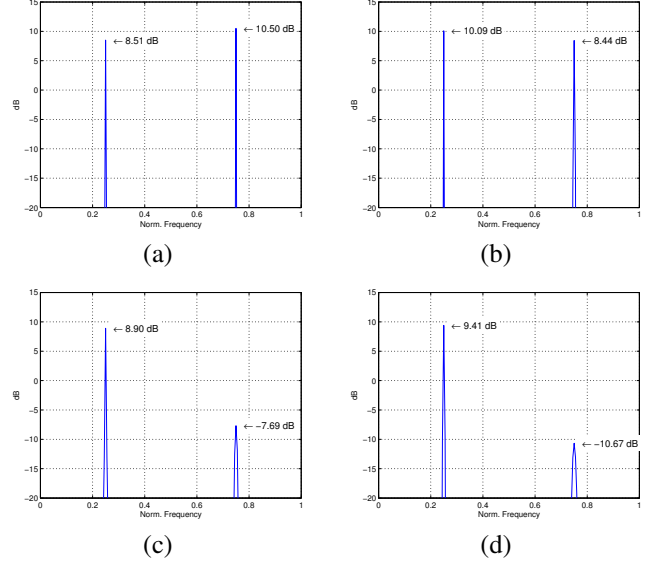 15
10
5
0
−5
−10
−15
−20
0
0.2
0.4
0.6
0.8
1
dB
Norm. Frequency
← 8.51 dB
← 10.50 dB
(a)
15
10
5
0
−5
−10
−15
−20
0
0.2
0.4
0.6
0.8
1
dB
Norm. Frequency
← 10.09 dB
← 8.44 dB
(b)
15
10
5
0
−5
−10
−15
−20
0
0.2
0.4
0.6
0.8
1
dB
Norm. Frequency
← 8.90 dB
← −7.69 dB
(c)
15
10
5
0
−5
−10
−15
−20
0
0.2
0.4
0.6
0.8
1
dB
Norm. Frequency
← 9.41 dB
← −10.67 dB
(d)